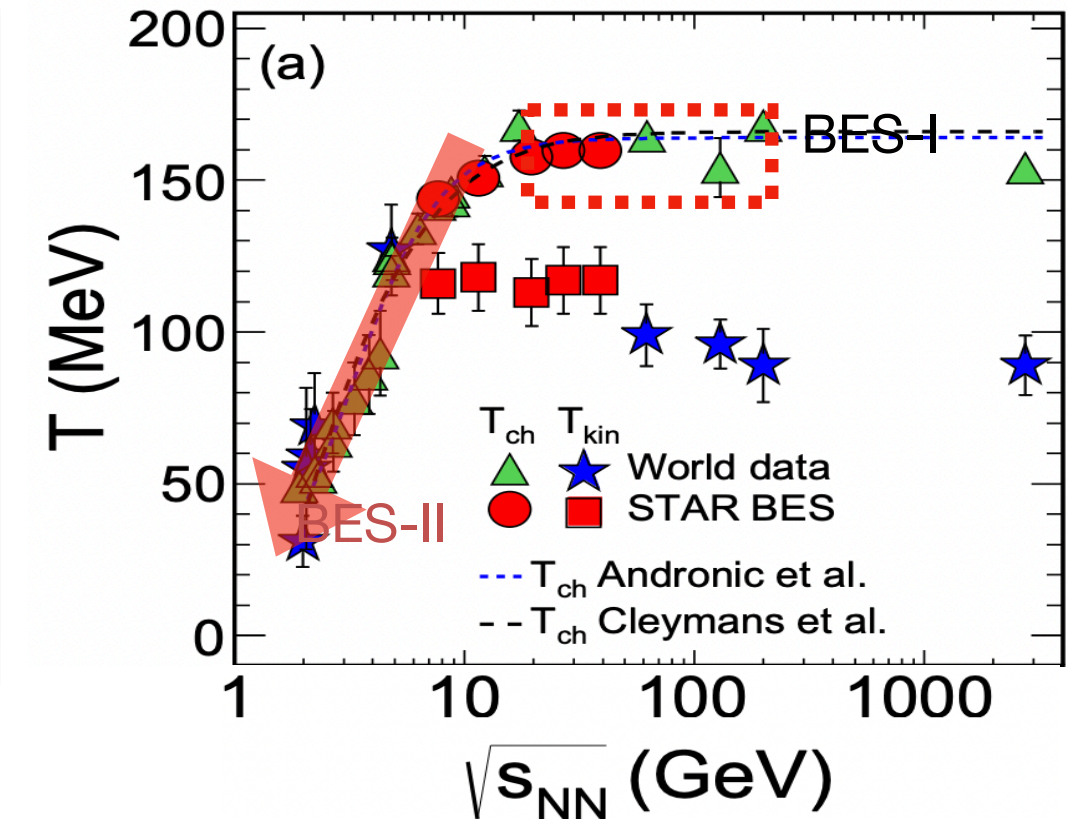 200
(a)
BES-I
150
T (MeV)
100
T_ch T_kin
World data
50
STAR BES
BES-II
T_ch Andronic et al.
T_ch Cleymans et al.
0
1 10 100 1000
√s_NN (GeV)